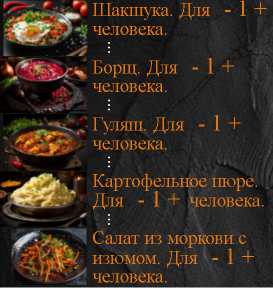 Шакшука. Для - 1 +
человека.
Борщ. Для - 1 +
человека.
Гуляш. Для - 1 +
человека.
Картофельное пюре.
Для - 1 + человека.
Салат из моркови с
изюмом. Для - 1 +
человека.